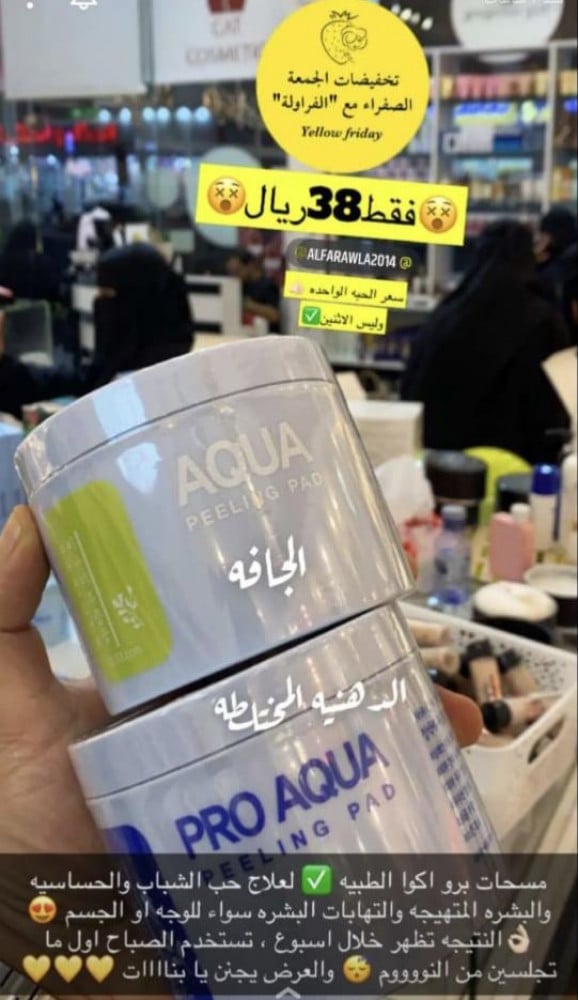 CAT
COSMETIC
تخفيضات الجمعة
الصفراء مع "الفراولة"
Yellow friday
😵فقط38ريال😵
@ALFARAWLA2014 @
سعر الحبه الواحده 👍🏻
وليس الاثنين✅
AQUA
PEELING PAD
الجافه
الدهنيه المختلطه
PRO AQUA
PEELING PAD
مسحات برو اكوا الطبيه ✅ لعلاج حب الشباب والحساسيه
والبشره المتهيجه والتهابات البشره سواء للوجه او الجسم 😍
👌🏻النتيجه تظهر خلال اسبوع ، تستخدم الصباح اول ما
تجلسين من النوووم 😴 والعرض يجنن يا بناااات 💛💛💛